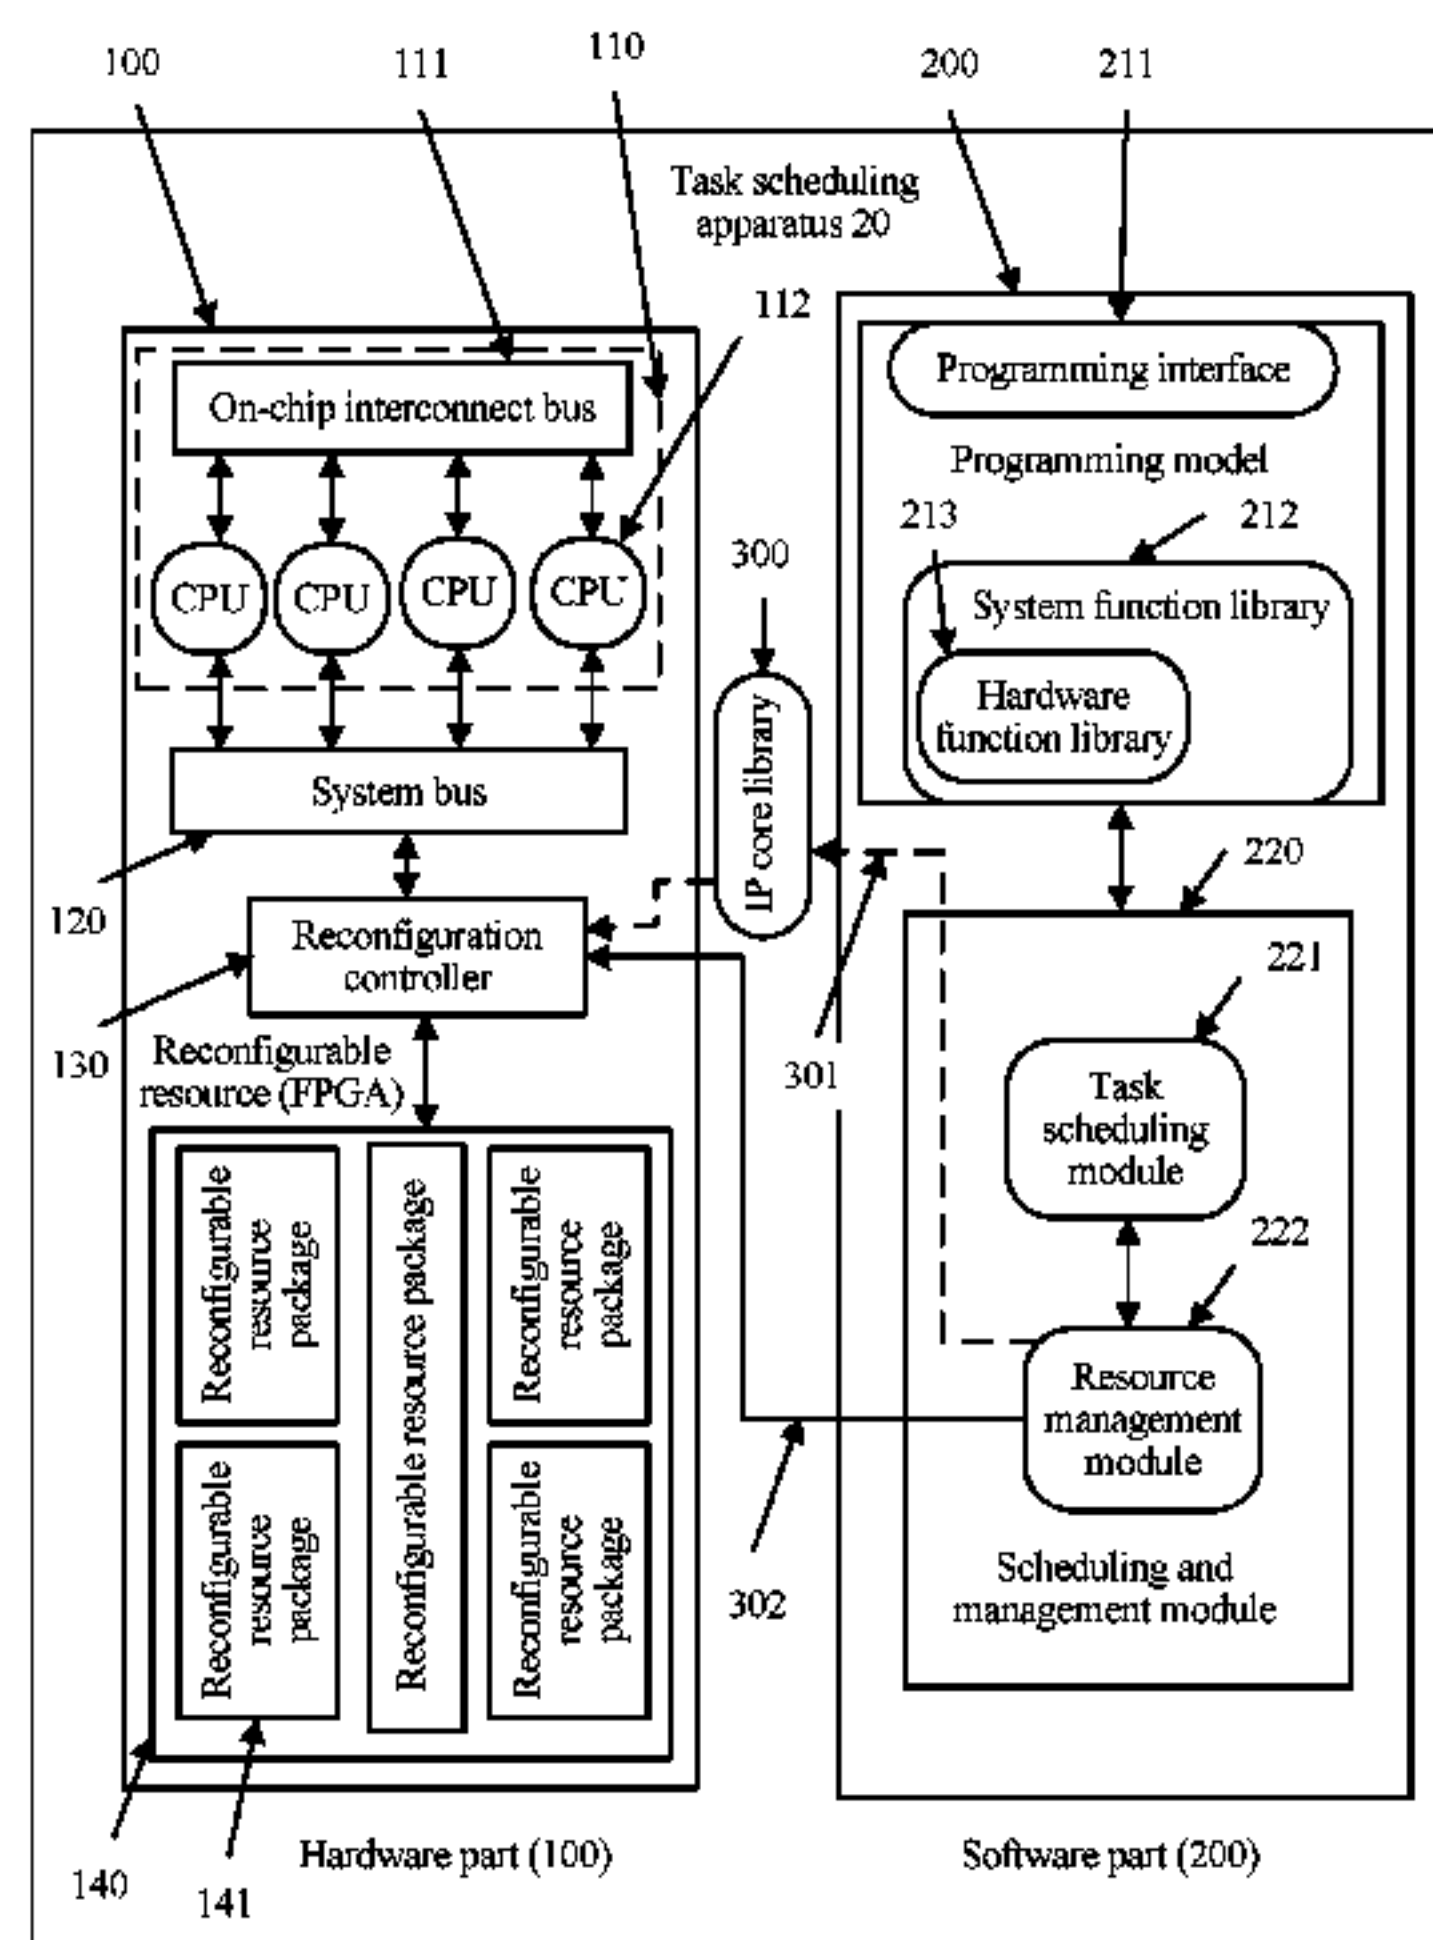 100
111
110
200
211
Task scheduling
apparatus 20
112
On-chip interconnect bus
CPU
CPU
CPU
CPU
System bus
120
Reconfiguration
controller
130
Reconfigurable
resource (FPGA)
Reconfigurable
resource
package
Reconfigurable resource package
Reconfigurable
resource
package
Reconfigurable
resource
package
Reconfigurable
resource
package
140
141
Hardware part (100)
300
IP core library
301
302
Programming interface
Programming model
213
212
System function library
Hardware
function library
220
221
Task
scheduling
module
222
Resource
management
module
Scheduling and
management module
Software part (200)